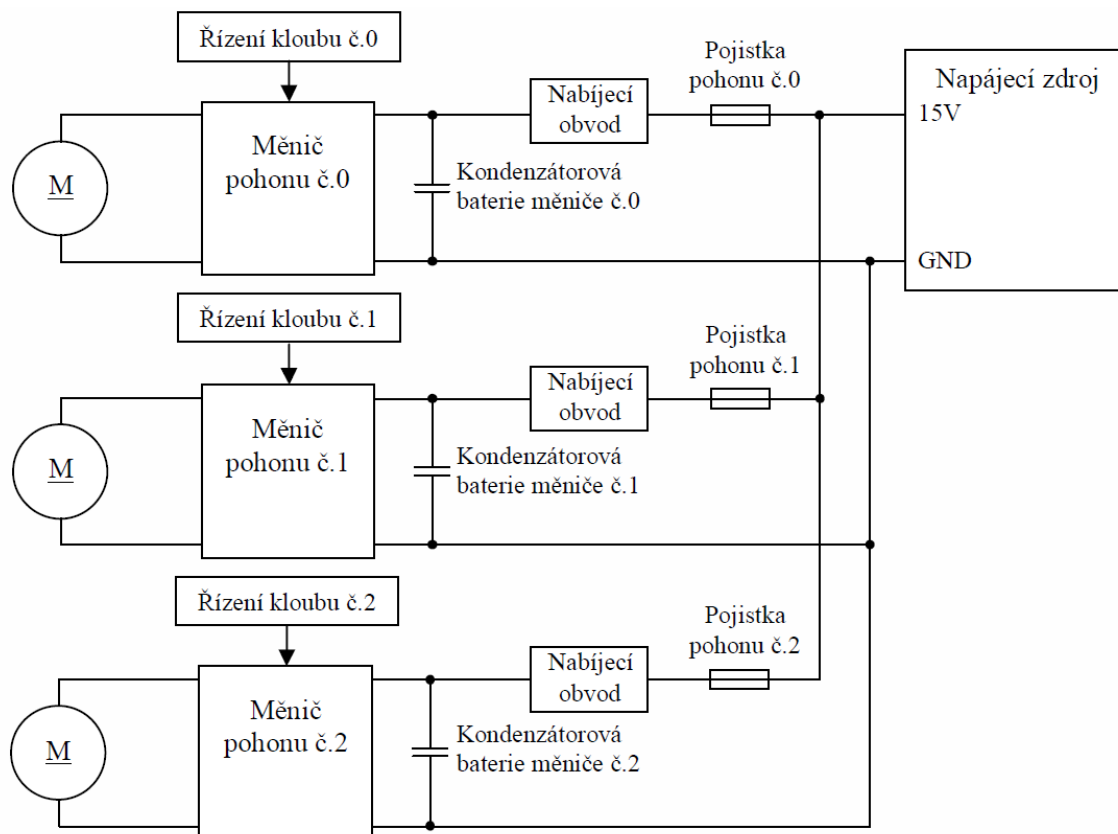 Řízení kloubu č.0
Pojistka
pohonu č.0
Napájecí zdroj
15V
GND
Nabíjecí
obvod
Měnič
pohonu č.0
M
Kondenzátorová
baterie měniče č.0
Řízení kloubu č.1
Pojistka
pohonu č.1
Nabíjecí
obvod
Měnič
pohonu č.1
M
Kondenzátorová
baterie měniče č.1
Řízení kloubu č.2
Pojistka
pohonu č.2
Nabíjecí
obvod
Měnič
pohonu č.2
M
Kondenzátorová
baterie měniče č.2